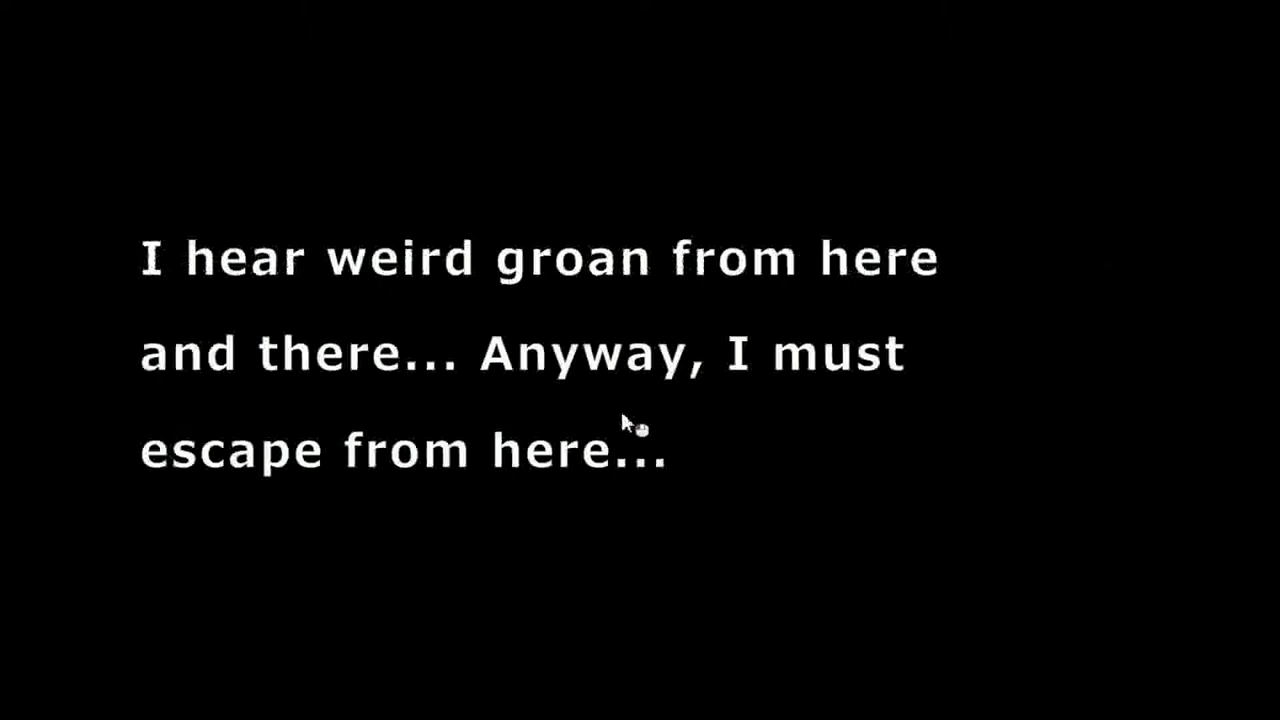 I hear weird groan from here
and there... Anyway, I must
escape from here...